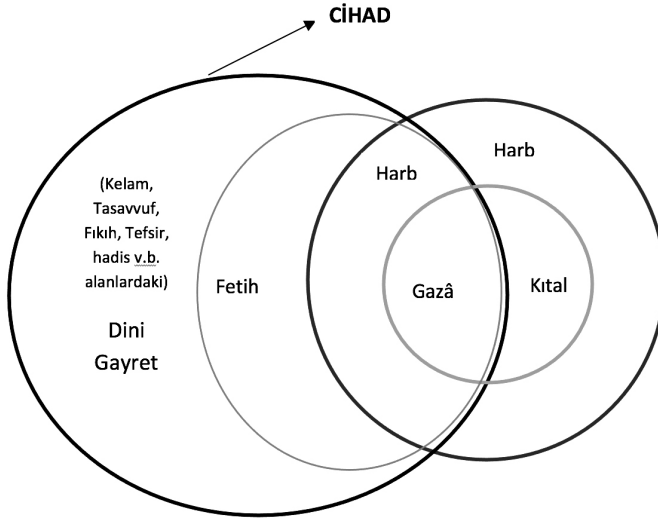 CİHAD
(Kelam,
Tasavvuf,
Fıkıh, Tefsir,
hadis v.b.
alanlardaki)
Dini
Gayret
Fetih
Harb
Harb
Gazâ
Kıtal